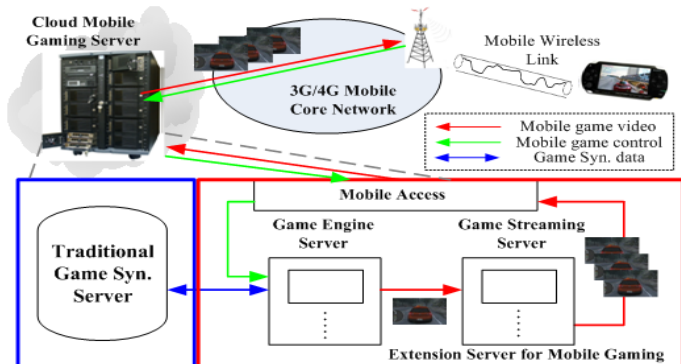 Cloud Mobile
Gaming Server
3G/4G Mobile
Core Network
Mobile Wireless
Link
Mobile game video
Mobile game control
Game Syn. data
Mobile Access
Traditional
Game Syn.
Server
Game Engine
Server
Game Streaming
Server
Extension Server for Mobile Gaming